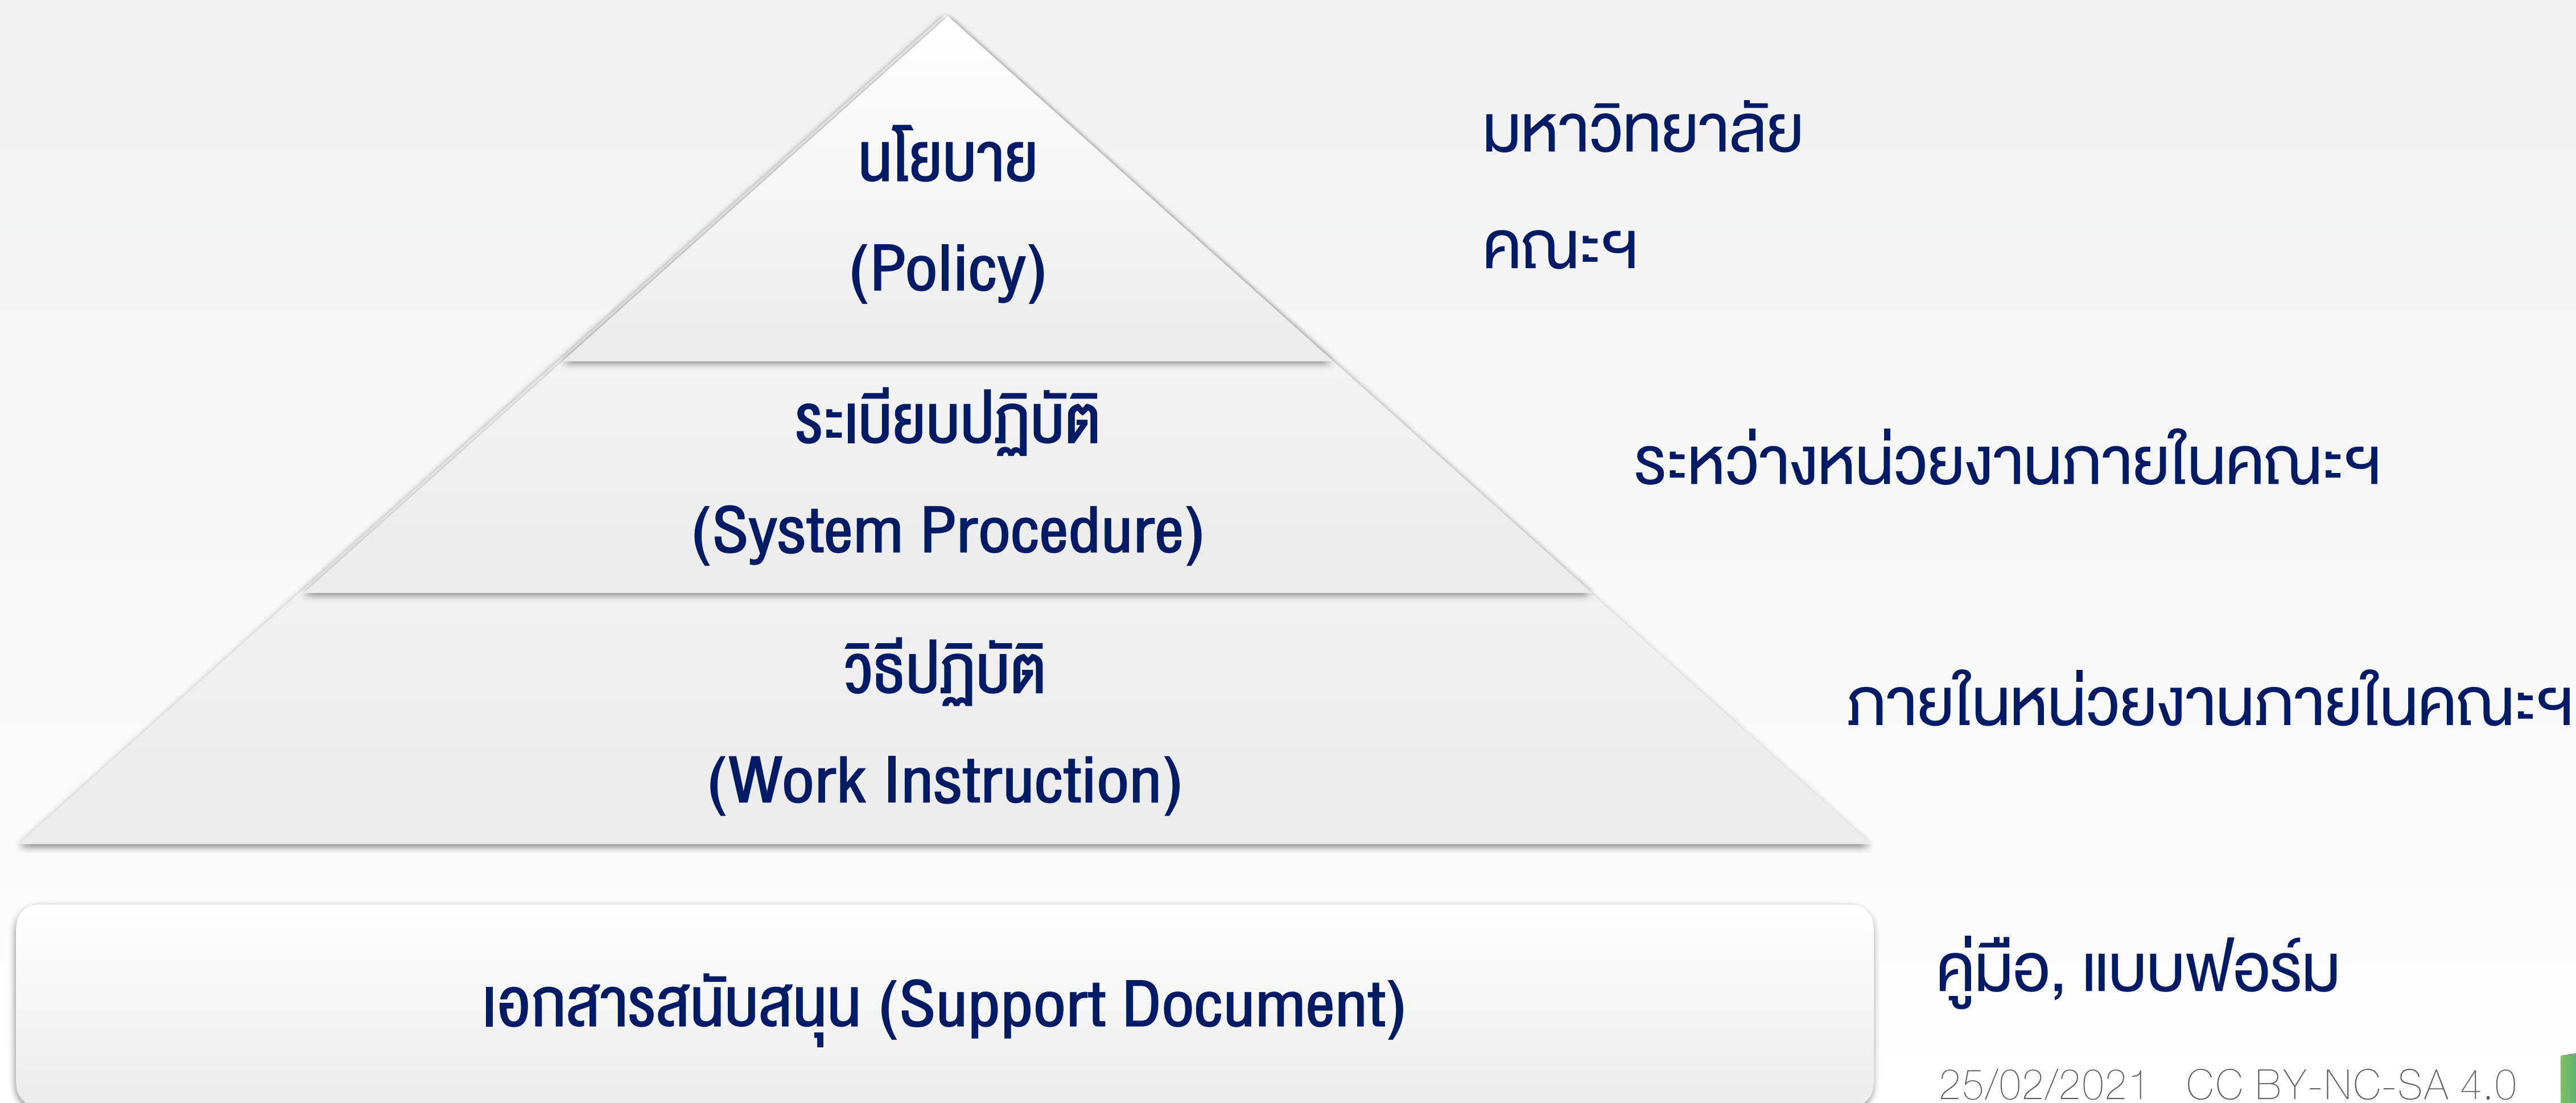 นโยบาย
(Policy)
มหาวิทยาลัย
คณะฯ
ระเบียบปฏิบัติ
(System Procedure)
ระหว่างหน่วยงานภายในคณะฯ
วิธีปฏิบัติ
(Work Instruction)
ภายในหน่วยงานภายในคณะฯ
เอกสารสนับสนุน (Support Document)
คู่มือ, แบบฟอร์ม
25/02/2021 CC BY-NC-SA 4.0